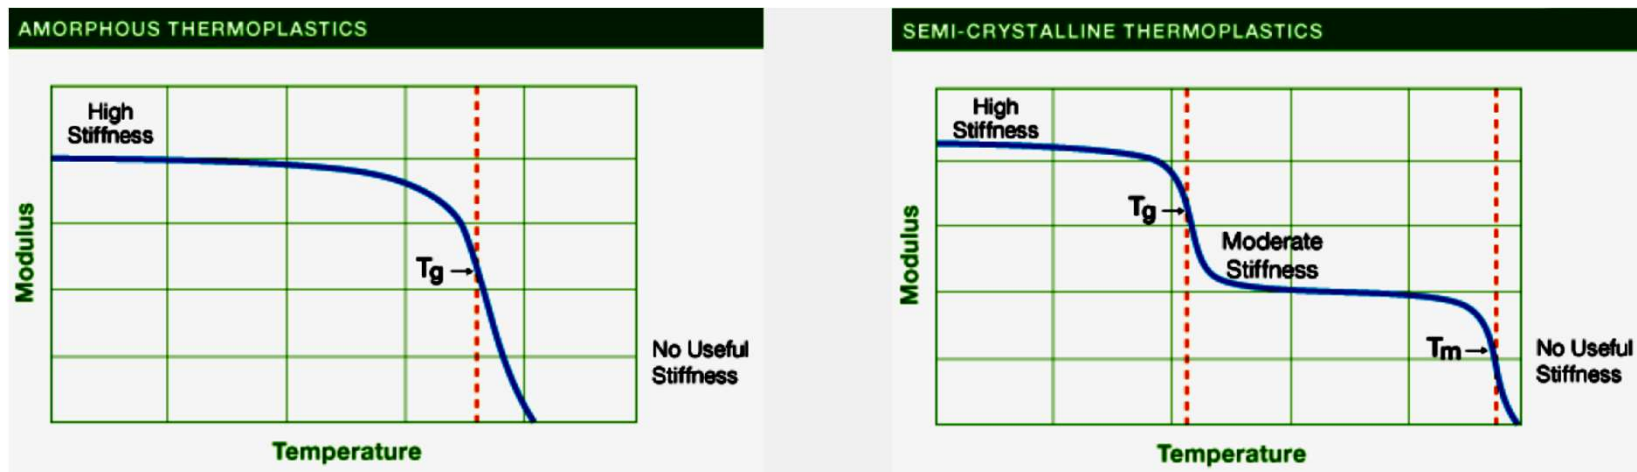 AMORPHOUS THERMOPLASTICS
High
Stiffness
Tg
Modulus
No Useful
Stiffness
Temperature
SEMI-CRYSTALLINE THERMOPLASTICS
High
Stiffness
Tg
Moderate
Stiffness
Modulus
Tm
No Useful
Stiffness
Temperature